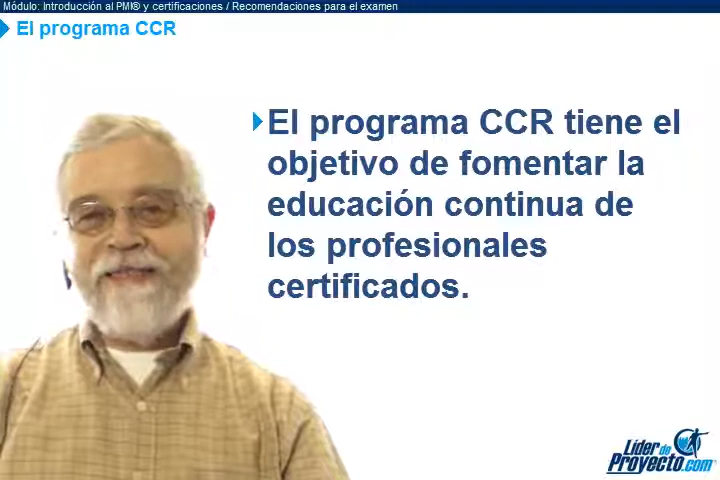 Módulo: Introducción al PMI® y certificaciones / Recomendaciones para el examen
El programa CCR
El programa CCR tiene el
objetivo de fomentar la
educación continua de
los profesionales
certificados.
Líder de
Proyecto.com